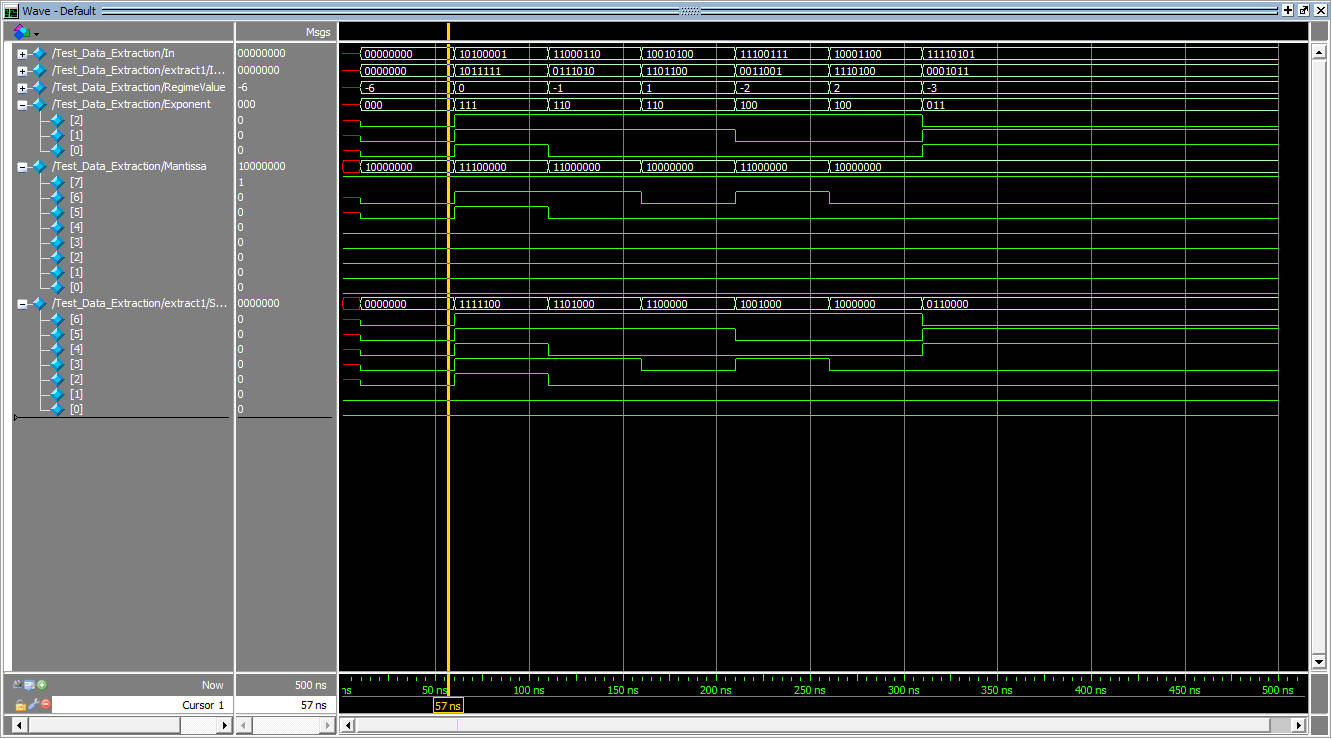 Wave - Default
Msgs
/Test_Data_Extraction/In 00000000 00000000 10100001 11000110 10010100 11100111 10001100 11110101
/Test_Data_Extraction/extract1/I... 0000000 0000000 1011111 0111010 1101100 0011001 1110100 0001011
/Test_Data_Extraction/RegimeValue -6 -6 0 -1 1 -2 2 -3
/Test_Data_Extraction/Exponent 000 000 111 110 110 100 100 011
[2] 0
[1] 0
[0] 0
/Test_Data_Extraction/Mantissa 10000000 10000000 11100000 11000000 10000000 11000000 10000000
[7] 1
[6] 0
[5] 0
[4] 0
[3] 0
[2] 0
[1] 0
[0] 0
/Test_Data_Extraction/extract1/S... 0000000 0000000 1111100 1101000 1100000 1001000 1000000 0110000
[6] 0
[5] 0
[4] 0
[3] 0
[2] 0
[1] 0
[0] 0
Now 500 ns ns 50 ns 100 ns 150 ns 200 ns 250 ns 300 ns 350 ns 400 ns 450 ns 500 ns
Cursor 1 57 ns 57 ns